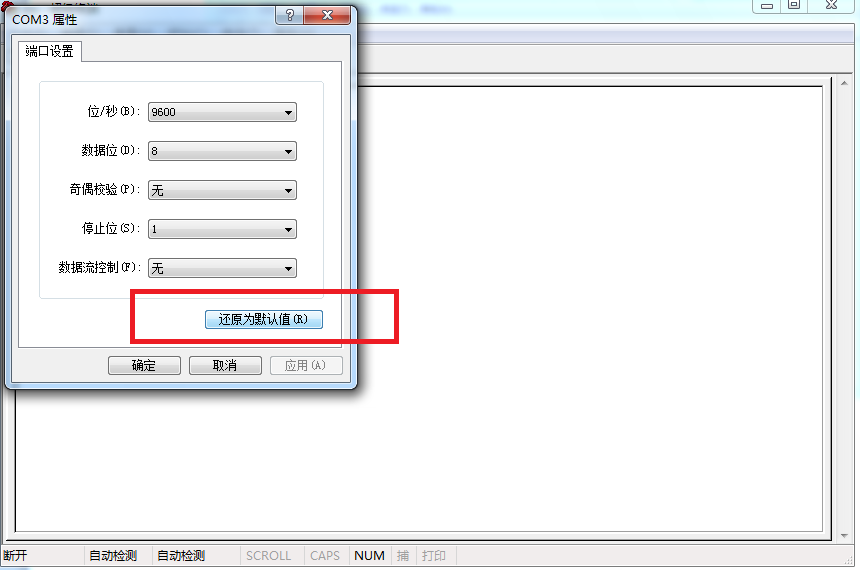 COM3 属性
端口设置
位/秒(B): 9600
数据位(D): 8
奇偶校验(P): 无
停止位(S): 1
数据流控制(F): 无
还原为默认值(R)
确定 取消 应用(A)
断开 自动检测 自动检测 SCROLL CAPS NUM 捕 打印